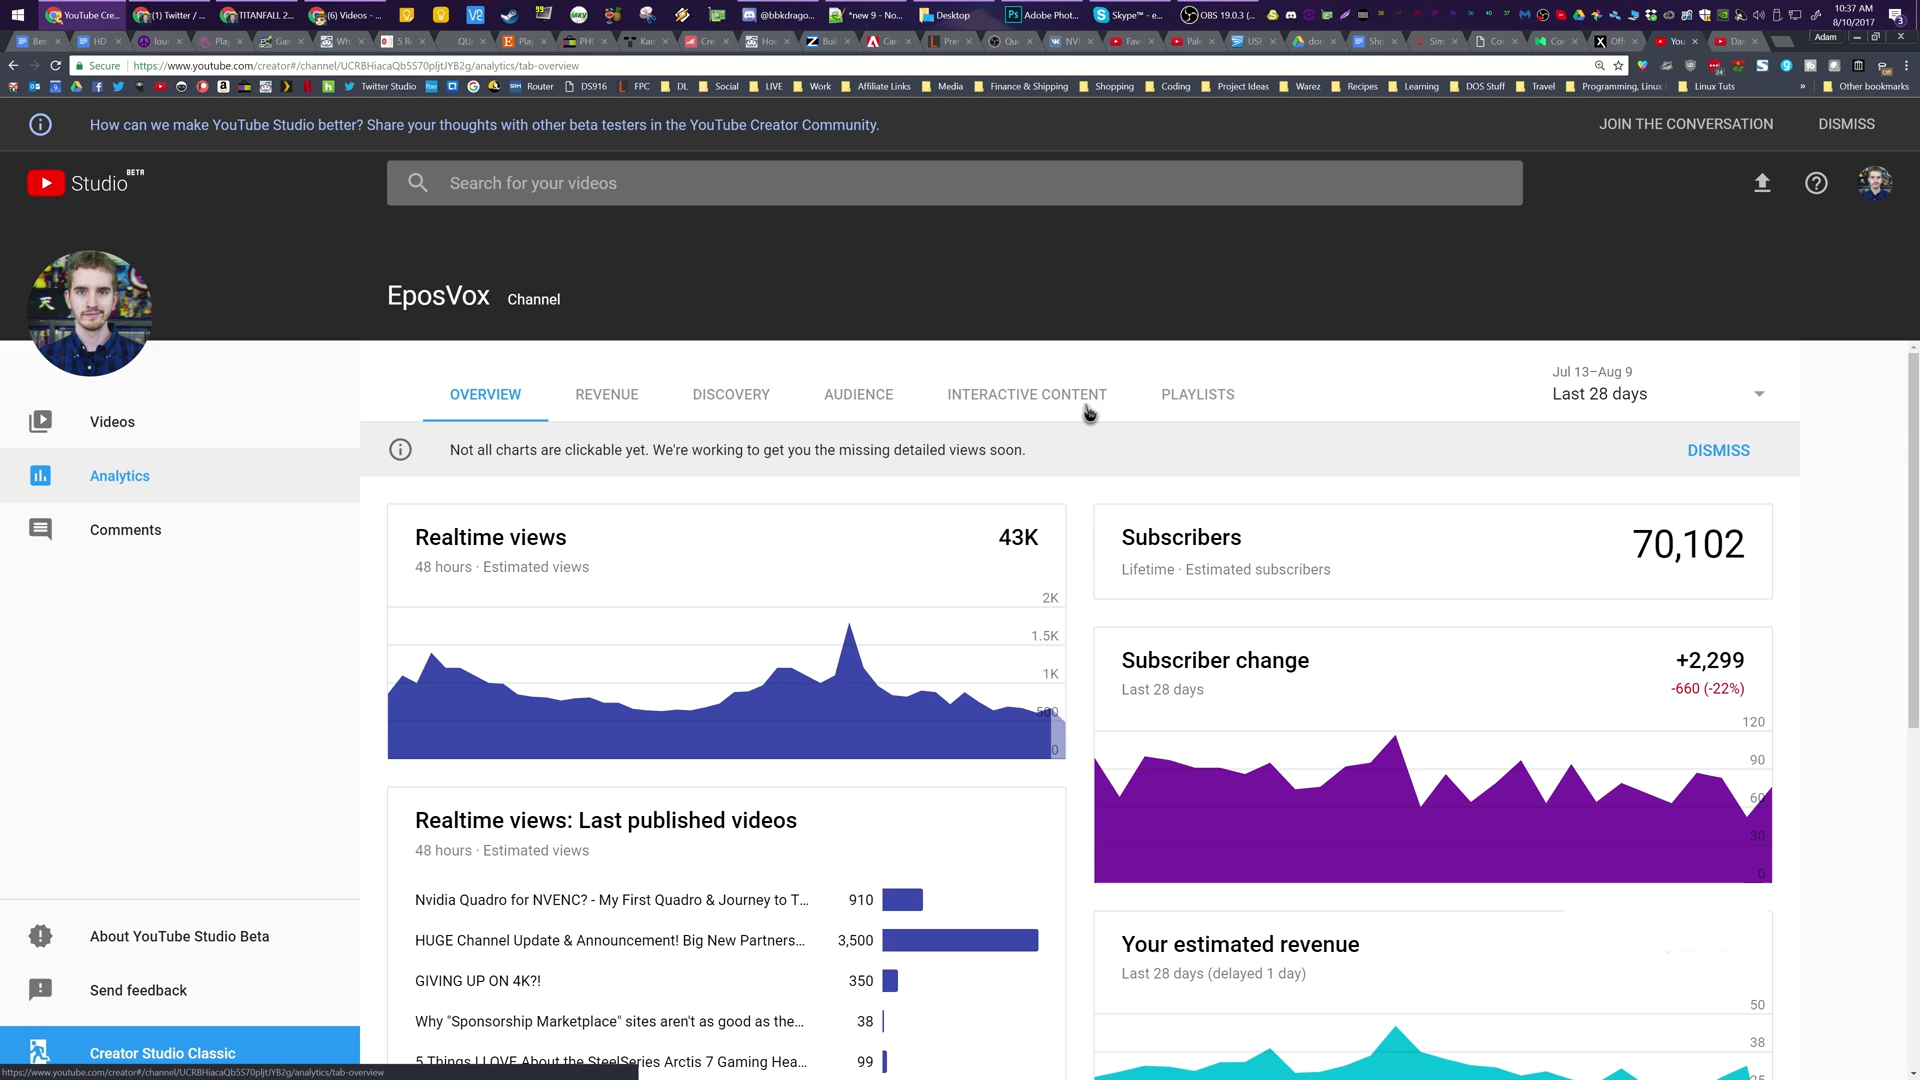 YouTube Cre...
(1) Twitter / ...
TITANFALL 2...
(6) Videos - ...
@bbkdrago...
*new 9 - No...
Desktop
Adobe Phot...
Skype™ - e...
OBS 19.0.3 (...
10:37 AM
8/10/2017
Adam
Secure
https://www.youtube.com/creator#/channel/UCRBHiacaQb5S70pljtJYB2g/analytics/tab-overview
Twitter Studio
Router
DS916
FPC
DL
Social
LIVE
Work
Affiliate Links
Media
Finance & Shipping
Shopping
Coding
Project Ideas
Warez
Recipes
Learning
DOS Stuff
Travel
Programming, Linux
Linux Tuts
Other bookmarks
How can we make YouTube Studio better? Share your thoughts with other beta testers in the YouTube Creator Community.
JOIN THE CONVERSATION
DISMISS
Studio BETA
Search for your videos
EposVox Channel
Videos
Analytics
Comments
OVERVIEW
REVENUE
DISCOVERY
AUDIENCE
INTERACTIVE CONTENT
PLAYLISTS
Jul 13–Aug 9
Last 28 days
Not all charts are clickable yet. We're working to get you the missing detailed views soon.
DISMISS
Realtime views
43K
48 hours · Estimated views
2K
1.5K
1K
500
0
Subscribers
70,102
Lifetime · Estimated subscribers
Subscriber change
+2,299
Last 28 days
-660 (-22%)
120
90
60
30
0
Realtime views: Last published videos
48 hours · Estimated views
Nvidia Quadro for NVENC? - My First Quadro & Journey to T...
910
HUGE Channel Update & Announcement! Big New Partners...
3,500
GIVING UP ON 4K?!
350
Why "Sponsorship Marketplace" sites aren't as good as the...
38
5 Things I LOVE About the SteelSeries Arctis 7 Gaming Hea...
99
Your estimated revenue
Last 28 days (delayed 1 day)
50
38
25
About YouTube Studio Beta
Send feedback
Creator Studio Classic
https://www.youtube.com/creator#/channel/UCRBHiacaQb5S70pljtJYB2g/analytics/tab-overview